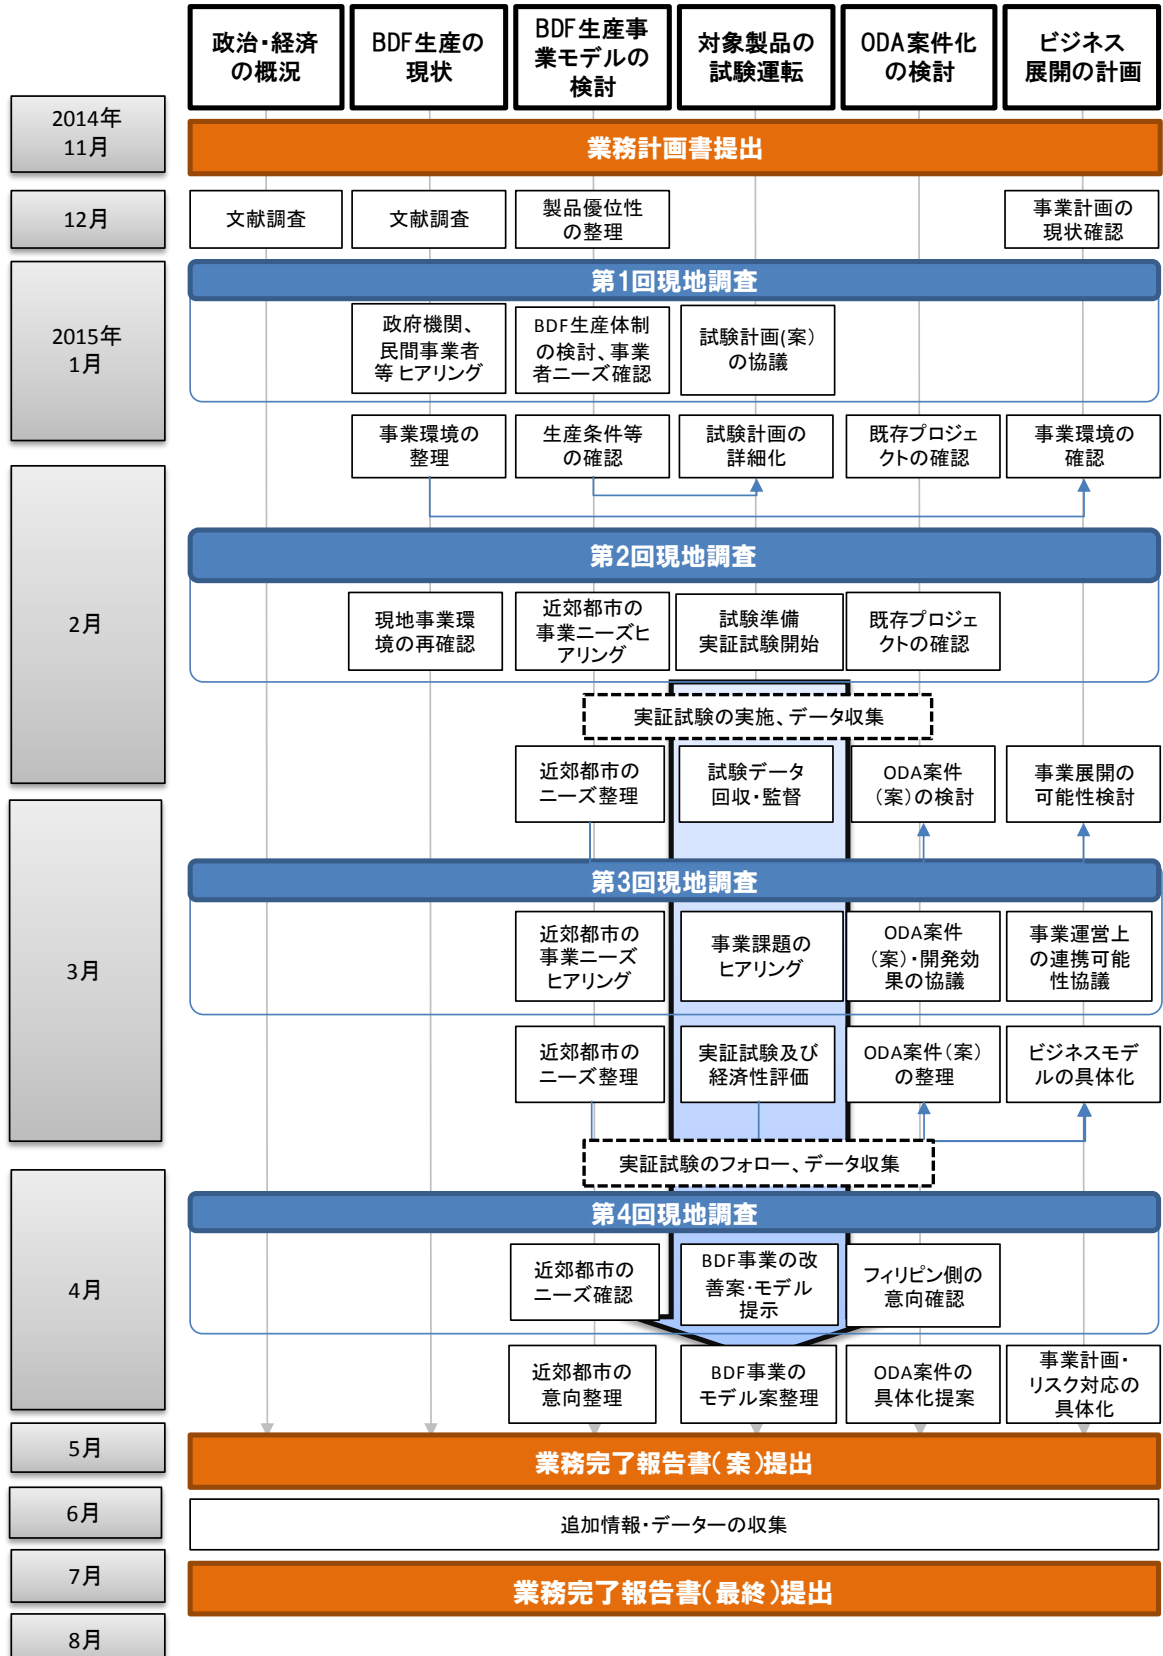 政治・経済
の概況
BDF生産の
現状
BDF生産事
業モデルの
検討
対象製品の
試験運転
ODA案件化
の検討
ビジネス
展開の計画
2014年
11月
業務計画書提出
12月
文献調査
文献調査
製品優位性
の整理
事業計画の
現状確認
2015年
1月
第1回現地調査
政府機関、
民間事業者
等ヒアリング
BDF生産体制
の検討、事業
者ニーズ確認
試験計画(案)
の協議
事業環境の
整理
生産条件等
の確認
試験計画の
詳細化
既存プロジェ
クトの確認
事業環境の
確認
2月
第2回現地調査
現地事業環
境の再確認
近郊都市の
事業ニーズヒ
アリング
試験準備
実証試験開始
既存プロジェ
クトの確認
実証試験の実施、データ収集
近郊都市の
ニーズ整理
試験データ
回収・監督
ODA案件
(案)の検討
事業展開の
可能性検討
3月
第3回現地調査
近郊都市の
事業ニーズ
ヒアリング
事業課題の
ヒアリング
ODA案件
(案)・開発効
果の協議
事業運営上
の連携可能
性協議
近郊都市の
ニーズ整理
実証試験及び
経済性評価
ODA案件(案)
の整理
ビジネスモデ
ルの具体化
実証試験のフォロー、データ収集
4月
第4回現地調査
近郊都市の
ニーズ確認
BDF事業の改
善案・モデル
提示
フィリピン側の
意向確認
近郊都市の
意向整理
BDF事業の
モデル案整理
ODA案件の
具体化提案
事業計画・
リスク対応の
具体化
5月
業務完了報告書(案)提出
6月
追加情報・データーの収集
7月
業務完了報告書(最終)提出
8月